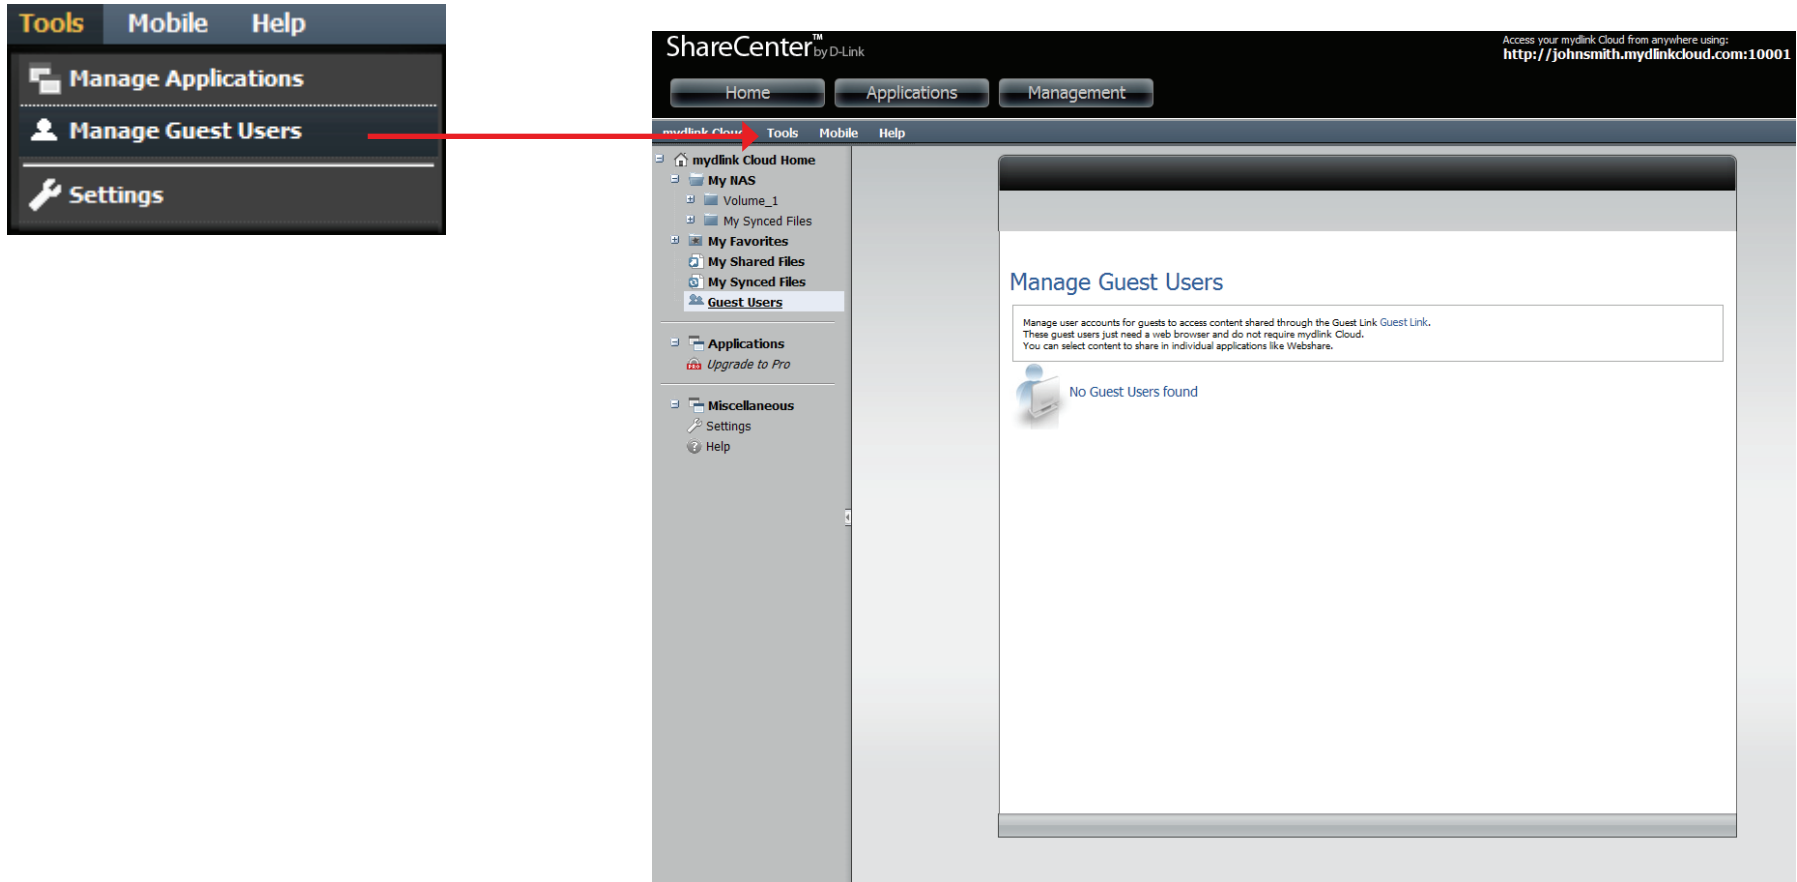 Tools Mobile Help
Manage Applications
Manage Guest Users
Settings
ShareCenter™ by D-Link
Access your mydlink Cloud from anywhere using:
http://johnsmith.mydlinkcloud.com:10001
Home Applications Management
mydlink Cloud Tools Mobile Help
mydlink Cloud Home
My NAS
Volume_1
My Synced Files
My Favorites
My Shared Files
My Synced Files
Guest Users
Applications
Upgrade to Pro
Miscellaneous
Settings
Help
Manage Guest Users
Manage user accounts for guests to access content shared through the Guest Link Guest Link.
These guest users just need a web browser and do not require mydlink Cloud.
You can select content to share in individual applications like Webshare.
No Guest Users found